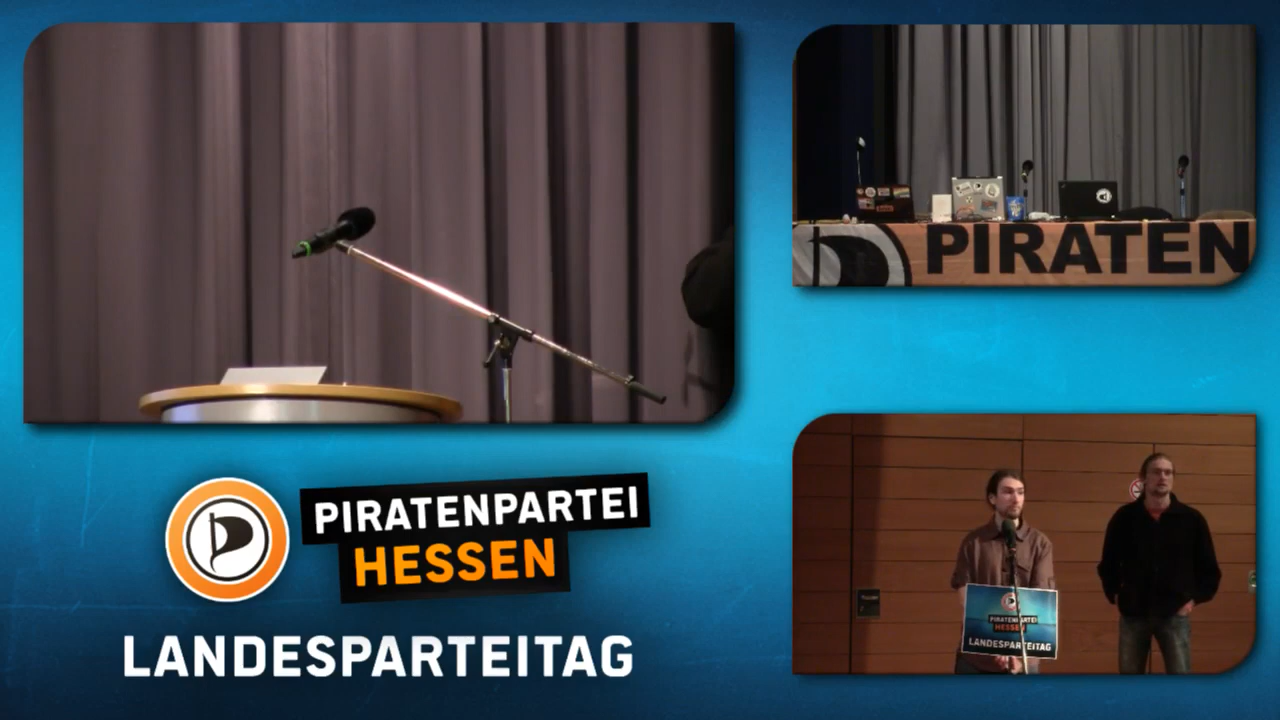 PIRATEN
PIRATENPARTEI
HESSEN
LANDESPARTEITAG
PIRATENPARTEI
HESSEN
LANDESPARTEITAG